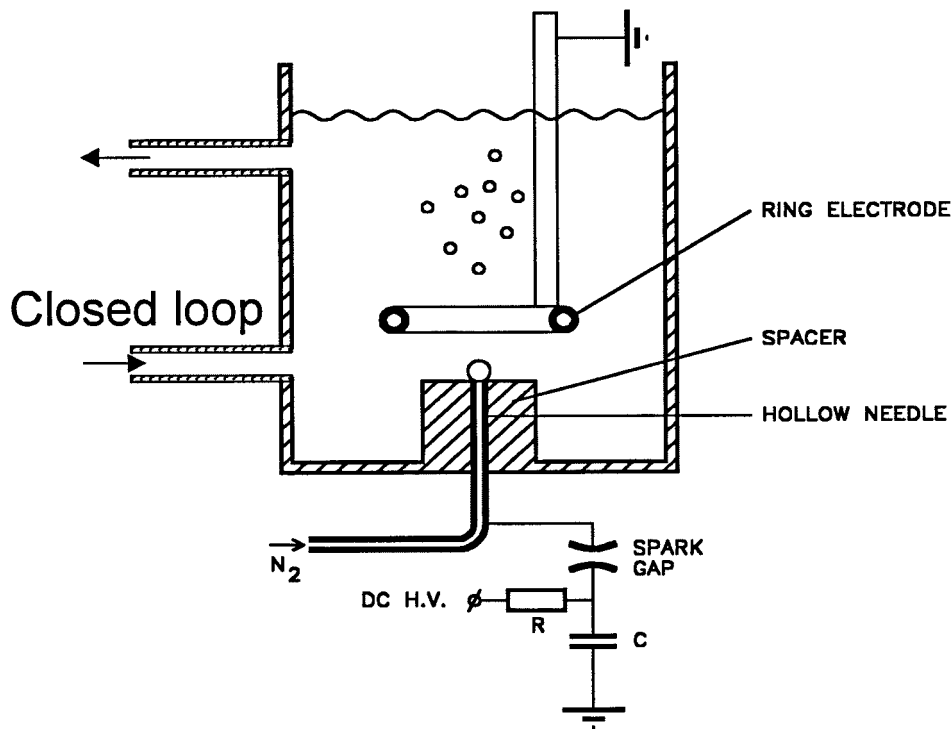 RING ELECTRODE
Closed loop
SPACER
HOLLOW NEEDLE
N2
SPARK
GAP
DC H.V.
R
C